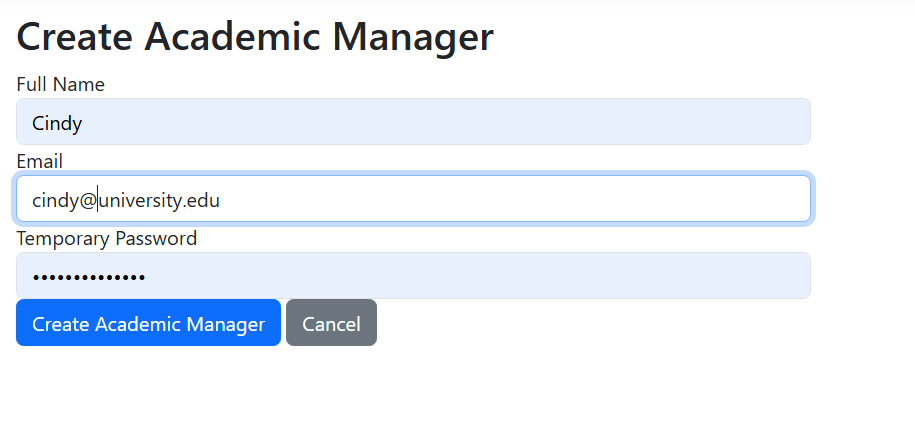 Create Academic Manager
Full Name
Cindy
Email
cindy@university.edu
Temporary Password
••••••••••••••
Create Academic Manager Cancel